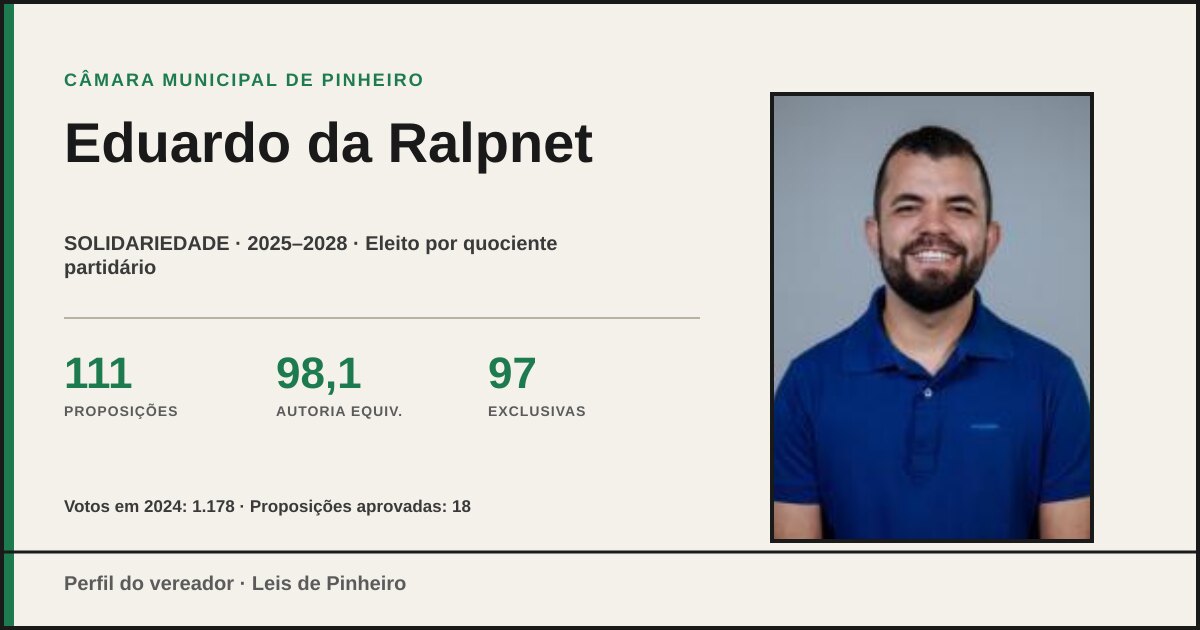 CÂMARA MUNICIPAL DE PINHEIRO
Eduardo da Ralpnet
SOLIDARIEDADE · 2025–2028 · Eleito por quociente
partidário
111
PROPOSIÇÕES
98,1
AUTORIA EQUIV.
97
EXCLUSIVAS
Votos em 2024: 1.178 · Proposições aprovadas: 18
Perfil do vereador · Leis de Pinheiro